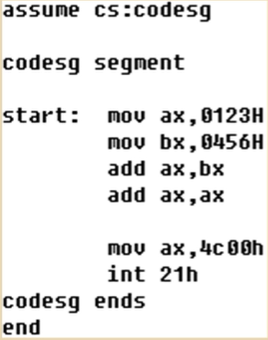 assume cs:codesg
codesg segment
start:  mov ax,0123H
        mov bx,0456H
        add ax,bx
        add ax,ax
        mov ax,4c00h
        int 21h
codesg ends
end